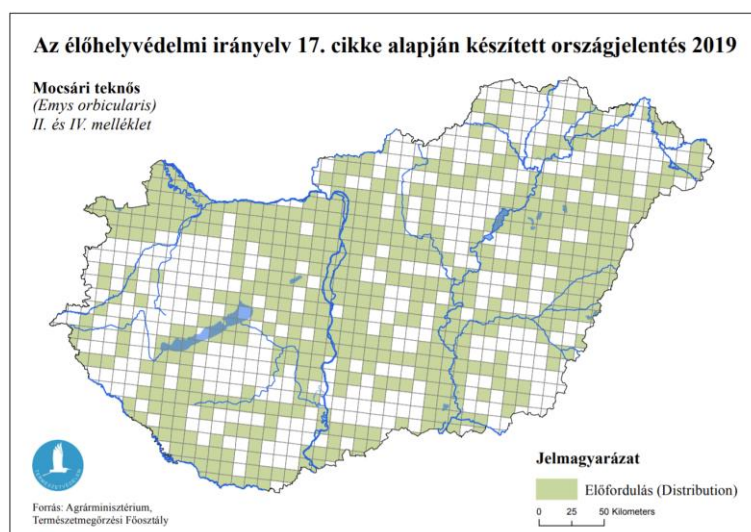 Az élőhelyvédelmi irányelv 17. cikke alapján készített országjelentés 2019
Mocsári teknős
(Emys orbicularis)
II. és IV. melléklet
TERMÉSZETVÉDELEM
Forrás: Agrárminisztérium,
Természetmegőrzési Főosztály
Jelmagyarázat
Előfordulás (Distribution)
0 25 50 Kilometers